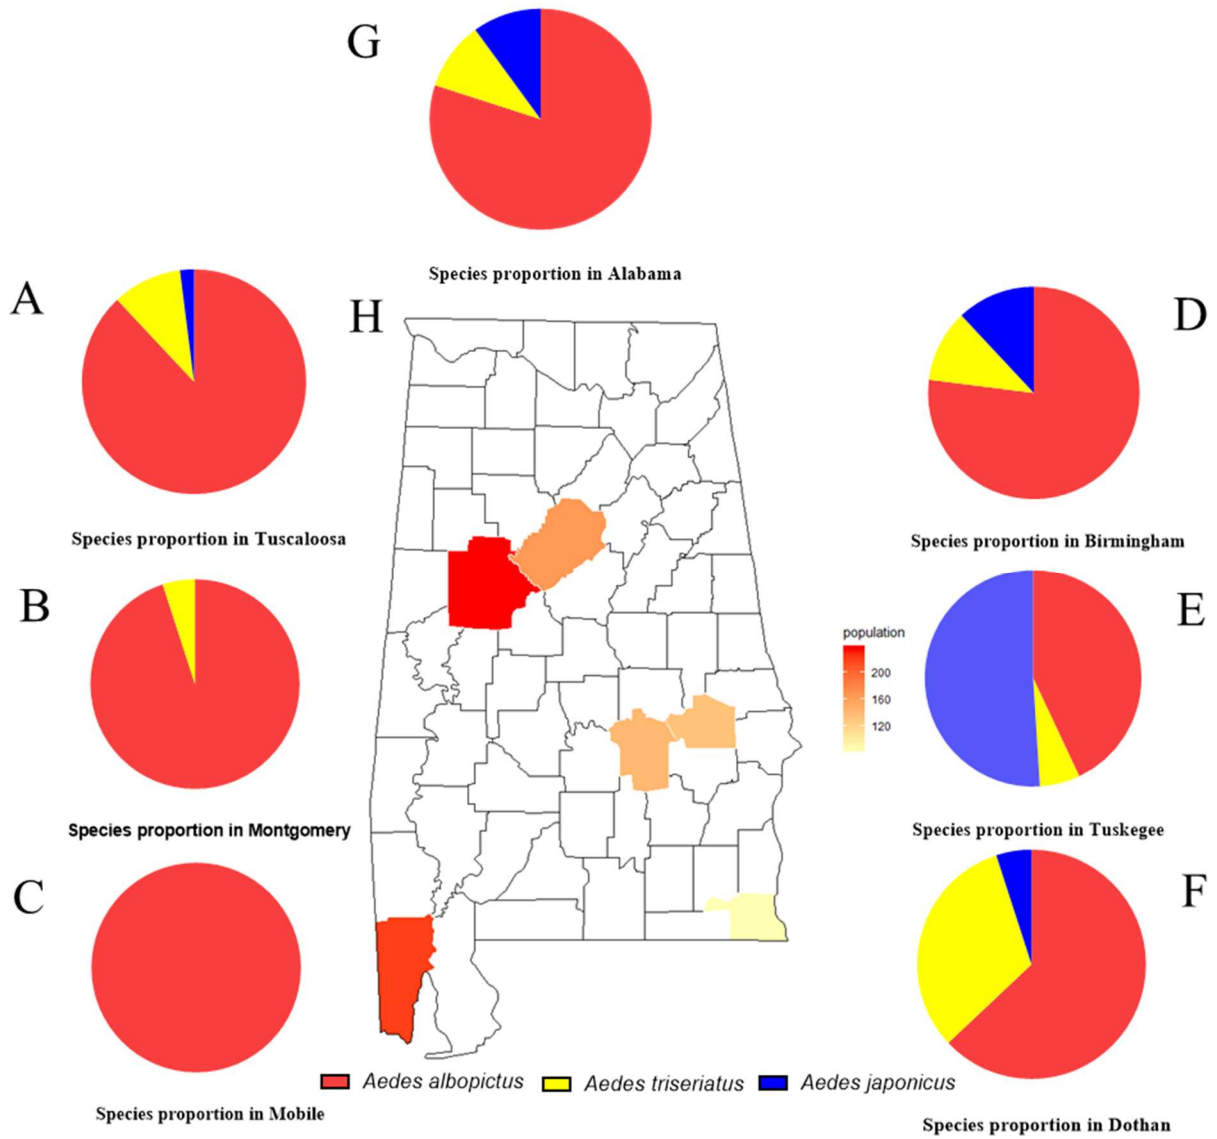 G
Species proportion in Alabama
A
H
D
Species proportion in Tuscaloosa
Species proportion in Birmingham
B
E
population
200
160
120
Species proportion in Montgomery
Species proportion in Tuskegee
C
F
Aedes albopictus Aedes triseriatus Aedes japonicus
Species proportion in Mobile
Species proportion in Dothan